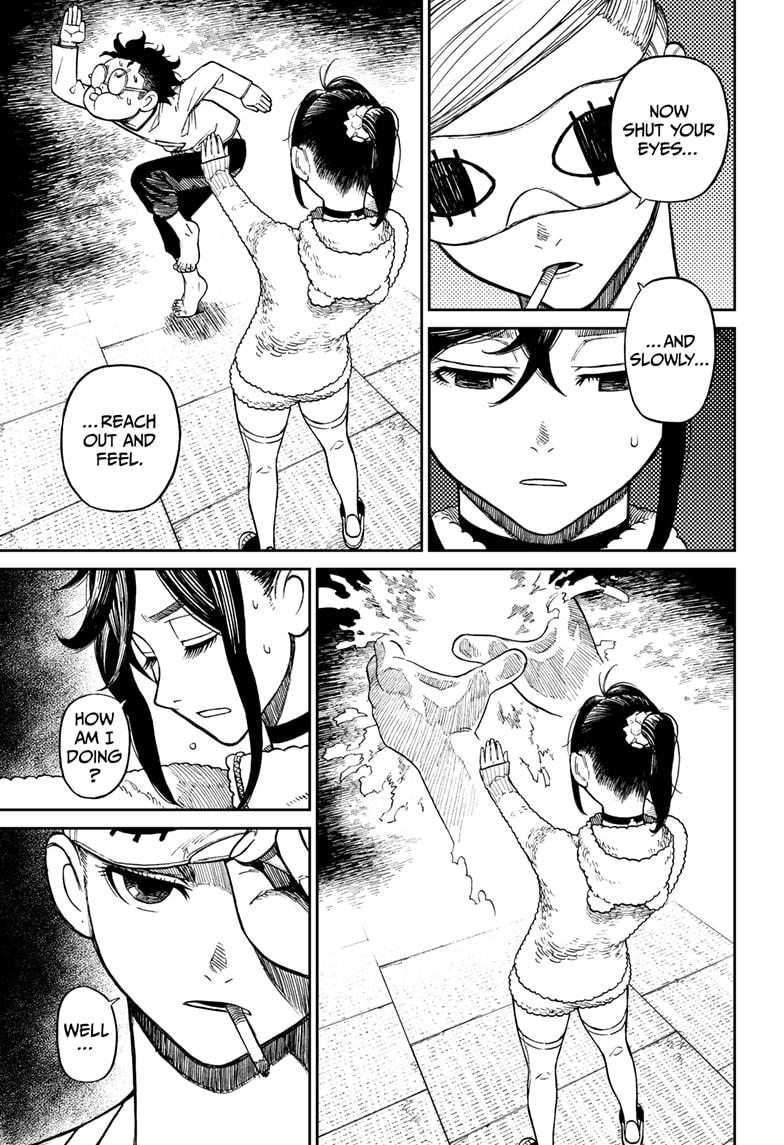 NOW
SHUT YOUR
EYES...
...AND
SLOWLY...
...REACH
OUT AND
FEEL.
HOW
AM I
DOING
?
WELL
...